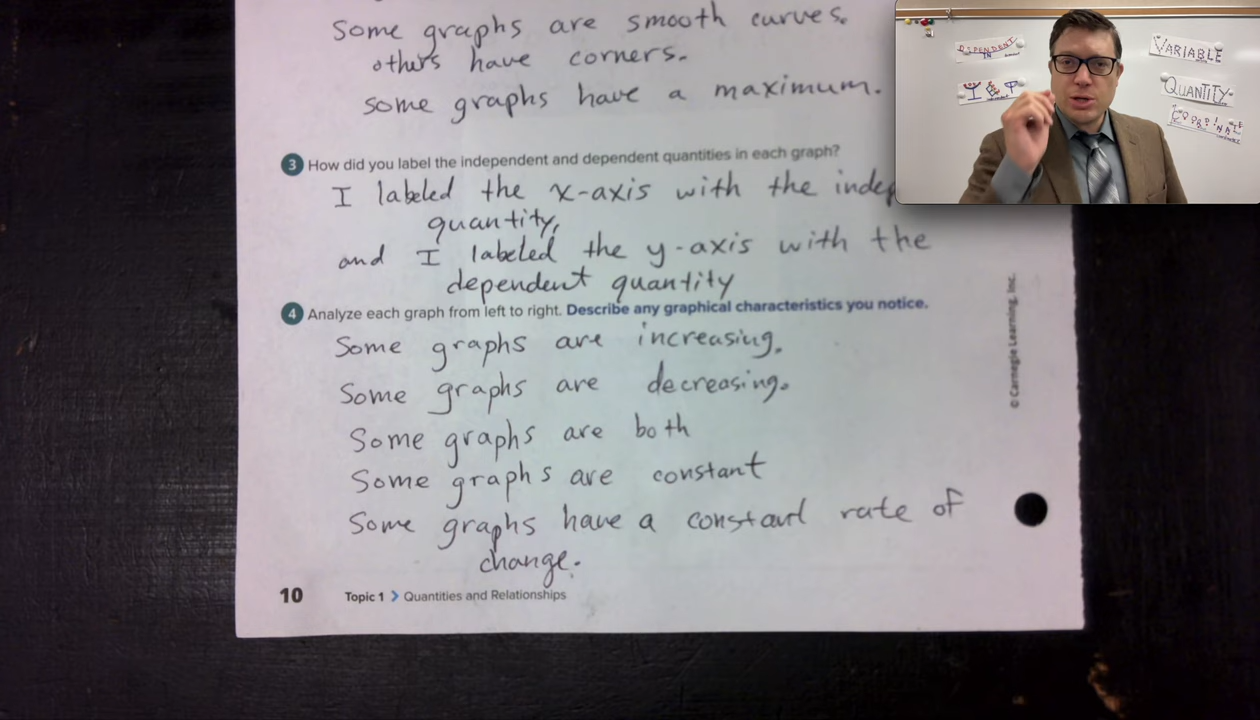 Some graphs are smooth curves.
others have corners.
some graphs have a maximum.
3 How did you label the independent and dependent quantities in each graph?
I labeled the x-axis with the indep
quantity,
and I labeled the y-axis with the
dependent quantity
4 Analyze each graph from left to right. Describe any graphical characteristics you notice.
Some graphs are increasing.
Some graphs are decreasing.
Some graphs are both
Some graphs are constant
Some graphs have a constant rate of
change.
10 Topic 1 > Quantities and Relationships
© Carnegie Learning, Inc.
DEPENDENT
IN
VARIABLE
QUANTITY